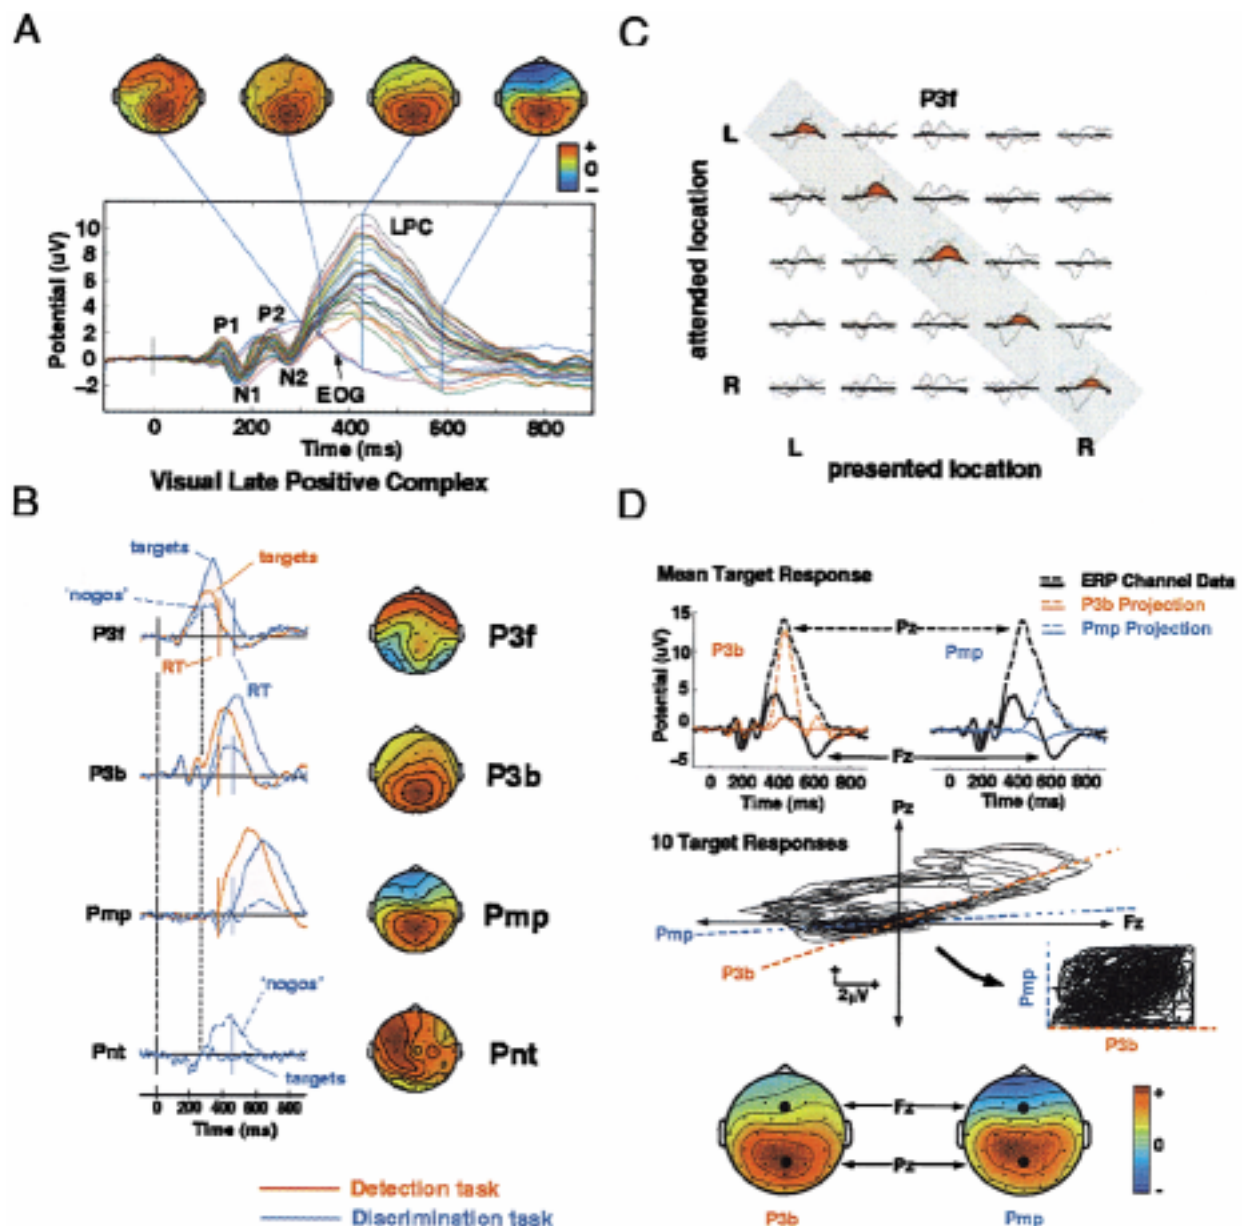 A
+
0
-
10
8
6
4
2
0
-2
Potential (uV)
LPC
P1
P2
N1
N2
EOG
0
200
400
600
800
Time (ms)
Visual Late Positive Complex
B
targets
targets
'nogos'
P3f
RT
RT
P3f
P3b
P3b
Pmp
Pmp
'nogos'
Pnt
targets
Pnt
0
200
400
600
800
Time (ms)
Detection task
Discrimination task
C
P3f
L
attended location
R
L
R
presented location
D
Mean Target Response
ERP Channel Data
P3b Projection
Pmp Projection
15
10
5
0
-5
Potential (uV)
P3b
Pz
Pmp
Fz
0 200 400 600 800
0 200 400 600 800
Time (ms)
Time (ms)
Pz
10 Target Responses
Pmp
Fz
P3b
+
2µV
+
Pmp
P3b
Fz
Pz
+
0
-
P3b
Pmp